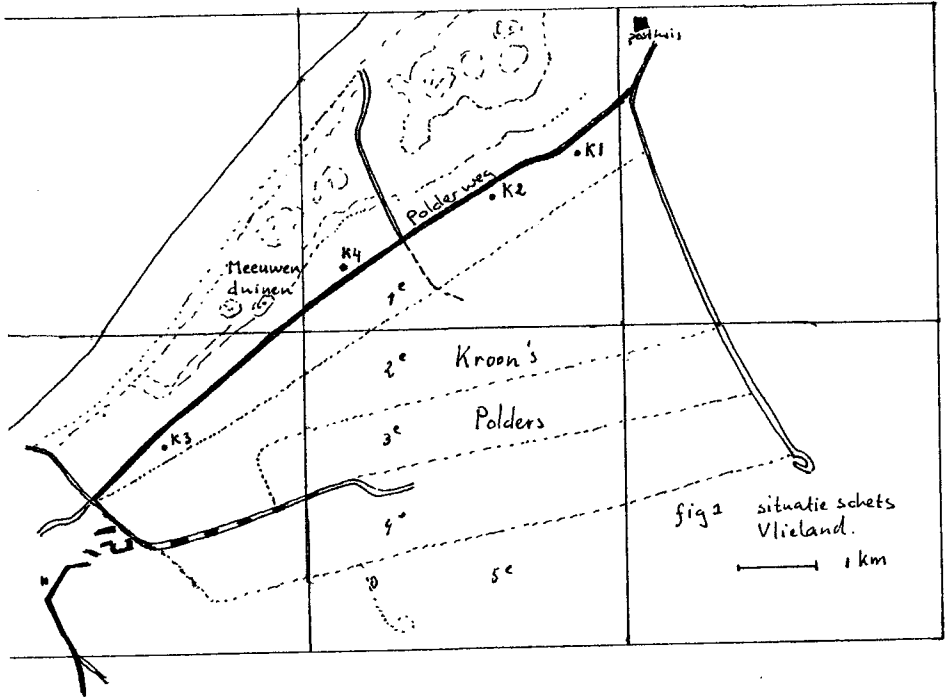 posthuis
K1
K2
Polderweg
K4
Meeuwen
duinen
1e
2e
Kroon's
3e
Polders
K3
4e
5e
fig 1
situatie schets
Vlieland.
1 km